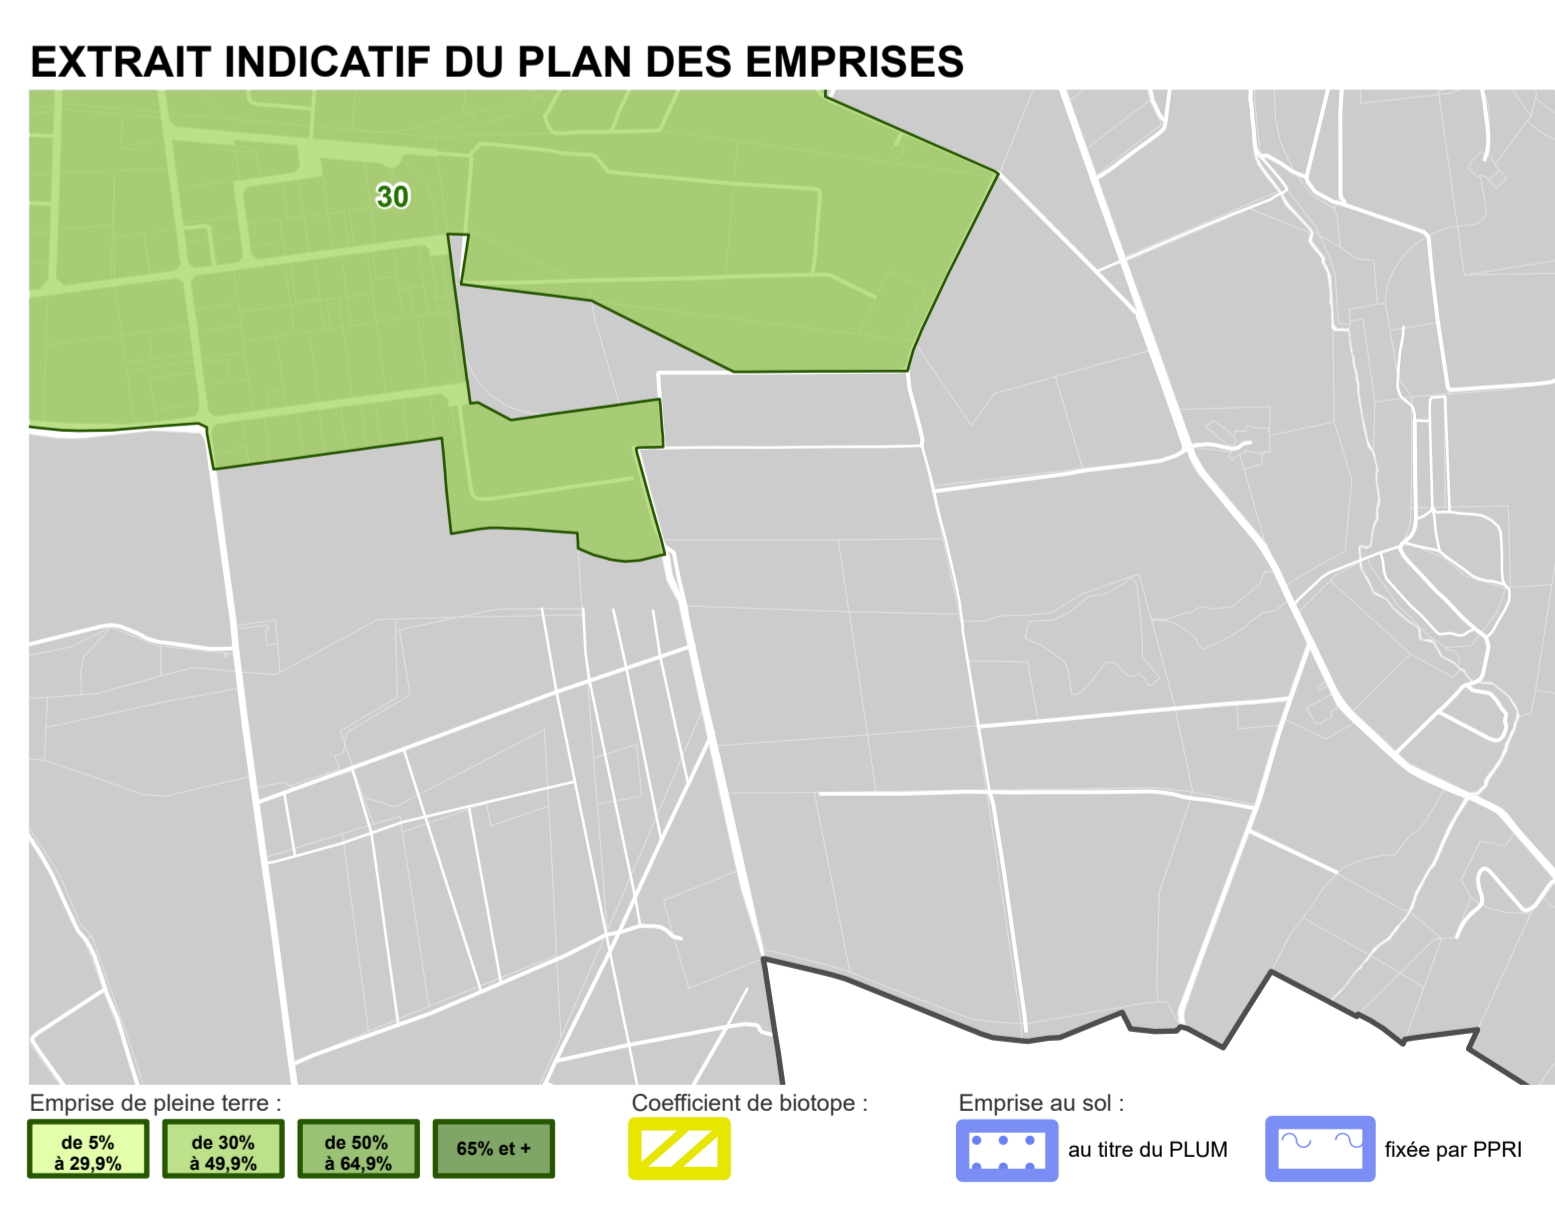 EXTRAIT INDICATIF DU PLAN DES EMPRISES
30
Emprise de pleine terre :
de 5%
à 29,9%
de 30%
à 49,9%
de 50%
à 64,9%
65% et +
Coefficient de biotope :
Emprise au sol :
au titre du PLUM
fixée par PPRI